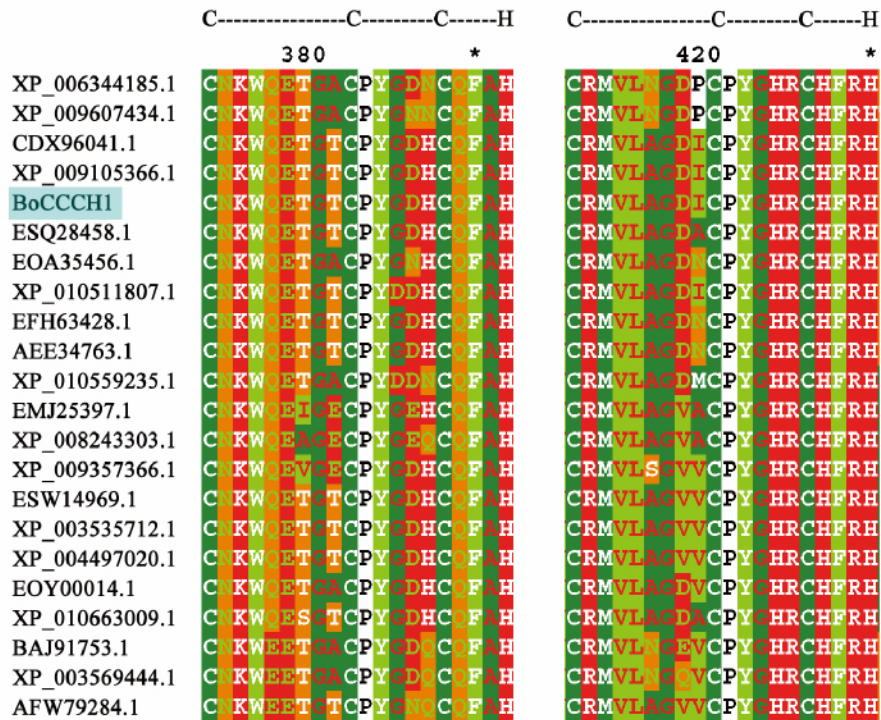 C---------------C--------C------H C---------------C--------C------H
380 * 420 *
XP_006344185.1 CNKWQETGACPYGDNCQFAH CRMVLNGDPCPYGHRCHFRH
XP_009607434.1 CNKWQETGACPYGNNCQFAH CRMVLNGDPCPYGHRCHFRH
CDX96041.1 CNKWQETGTCPYGDHCQFAH CRMVLAGDICPYGHRCHFRH
XP_009105366.1 CNKWQETGTCPYGDHCQFAH CRMVLAGDICPYGHRCHFRH
BoCCCH1 CNKWQETGTCPYGDHCQFAH CRMVLAGDICPYGHRCHFRH
ESQ28458.1 CNKWQETGTCPYGDHCQFAH CRMVLAGDACPYGHRCHFRH
EOA35456.1 CNKWQETGACPYGNHCQFAH CRMVLAGDNCPYGHRCHFRH
XP_010511807.1 CNKWQETGTCPYDDHCQFAH CRMVLAGDICPYGHRCHFRH
EFH63428.1 CNKWQETGTCPYGDHCQFAH CRMVLAGDNCPYGHRCHFRH
AEE34763.1 CNKWQETGTCPYGDHCQFAH CRMVLAGDNCPYGHRCHFRH
XP_010559235.1 CNKWQETGACPYDDNCQFAH CRMVLAGDMCPYGHRCHFRH
EMJ25397.1 CNKWQEIGECPYGEHCQFAH CRMVLAGVACPYGHRCHFRH
XP_008243303.1 CNKWQEAGECPYGEQCQFAH CRMVLAGVACPYGHRCHFRH
XP_009357366.1 CNKWQEVGECPYGDHCQFAH CRMVLSGVVCPYGHRCHFRH
ESW14969.1 CNKWQETGTCPYGDHCQFAH CRMVLAGVVCPYGHRCHFRH
XP_003535712.1 CNKWQETGTCPYGDHCQFAH CRMVLAGVVCPYGHRCHFRH
XP_004497020.1 CNKWQETGTCPYGDHCQFAH CRMVLAGVVCPYGHRCHFRH
EOY00014.1 CNKWQETGACPYGDHCQFAH CRMVLAGDVCPYGHRCHFRH
XP_010663009.1 CNKWQESGTCPYGDHCQFAH CRMVLAGDACPYGHRCHFRH
BAJ91753.1 CNKWEETGACPYGDQCQFAH CRMVLNGEVCPYGHRCHFRH
XP_003569444.1 CNKWEETGACPYGDQCQFAH CRMVLNGQVCPYGHRCHFRH
AFW79284.1 CNKWEETGTCPYGNQCQFAH CRMVLAGVVCPYGHRCHFRH